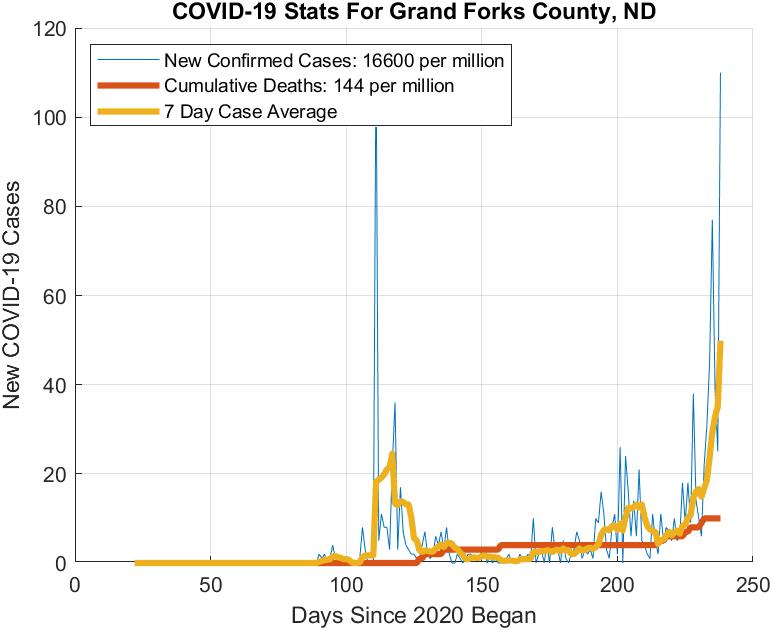 COVID-19 Stats For Grand Forks County, ND
New Confirmed Cases: 16600 per million
Cumulative Deaths: 144 per million
7 Day Case Average
New COVID-19 Cases
120
100
80
60
40
20
0
0 50 100 150 200 250
Days Since 2020 Began